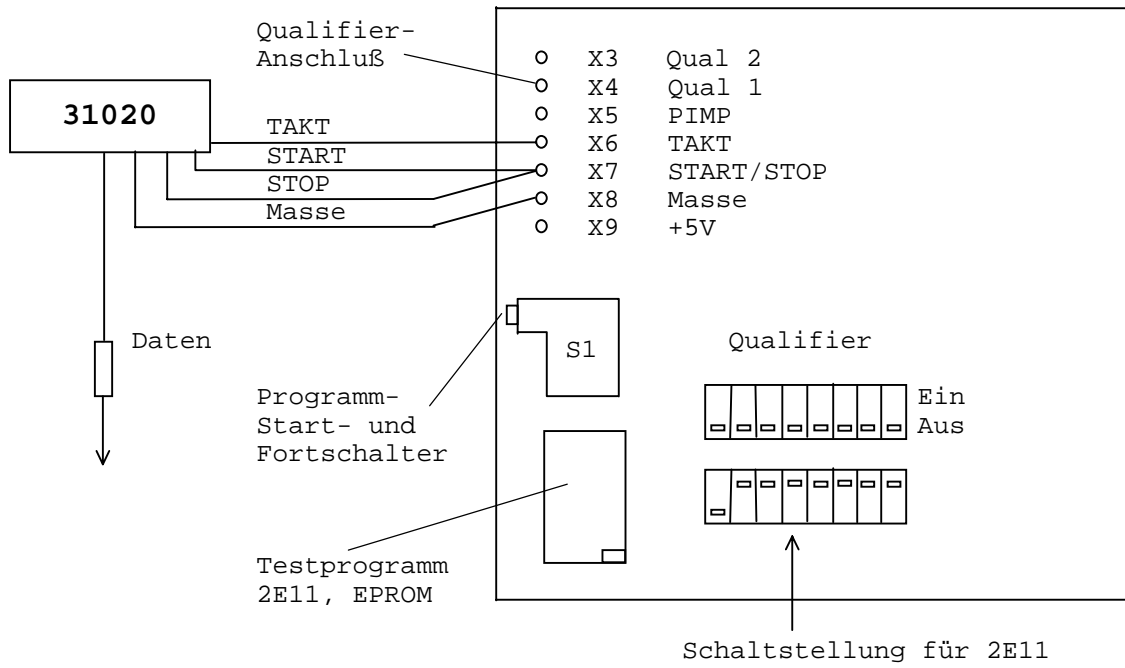 Qualifier-
Anschluß
X3 Qual 2
X4 Qual 1
X5 PIMP
X6 TAKT
X7 START/STOP
X8 Masse
X9 +5V
31020
TAKT
START
STOP
Masse
Daten
S1
Qualifier
Ein
Aus
Programm-
Start- und
Fortschalter
Testprogramm
2E11, EPROM
Schaltstellung für 2E11